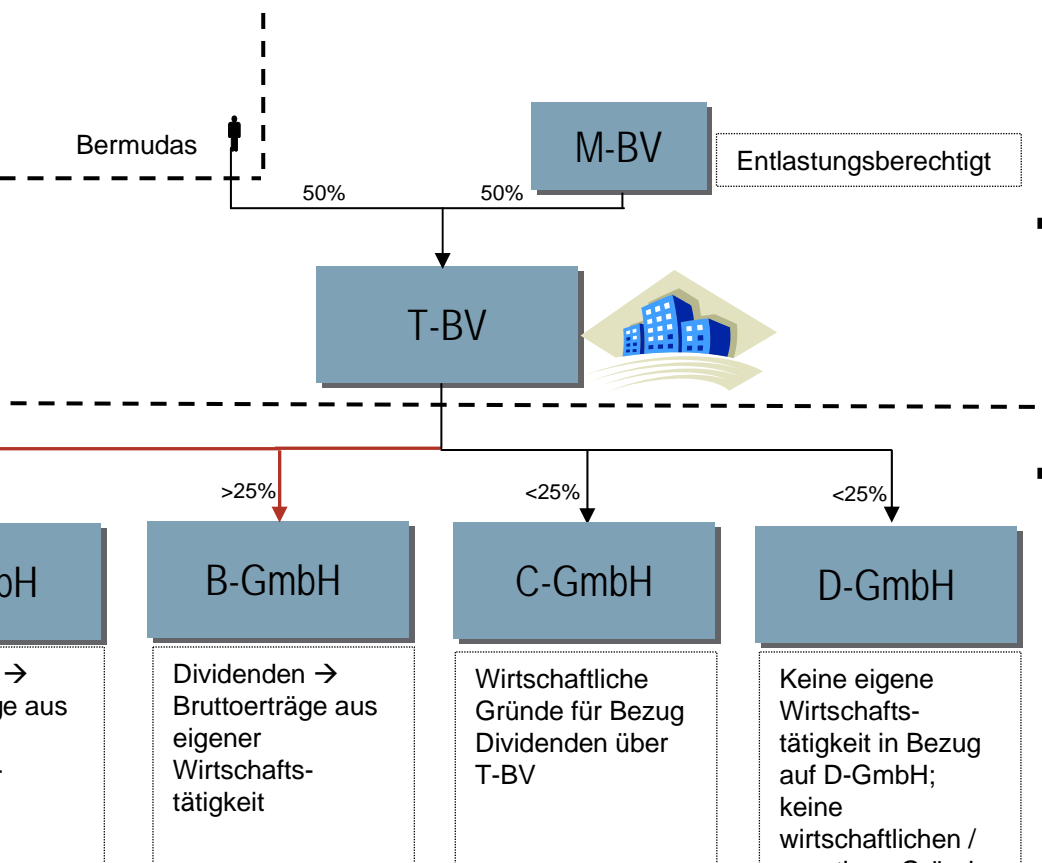 Bermudas
M-BV
Entlastungsberechtigt
50%
50%
T-BV
>25%
<25%
<25%
bH
B-GmbH
C-GmbH
D-GmbH
→
ge aus
Dividenden →
Bruttoerträge aus
eigener
Wirtschafts-
tätigkeit
Wirtschaftliche
Gründe für Bezug
Dividenden über
T-BV
Keine eigene
Wirtschafts-
tätigkeit in Bezug
auf D-GmbH;
keine
wirtschaftlichen /